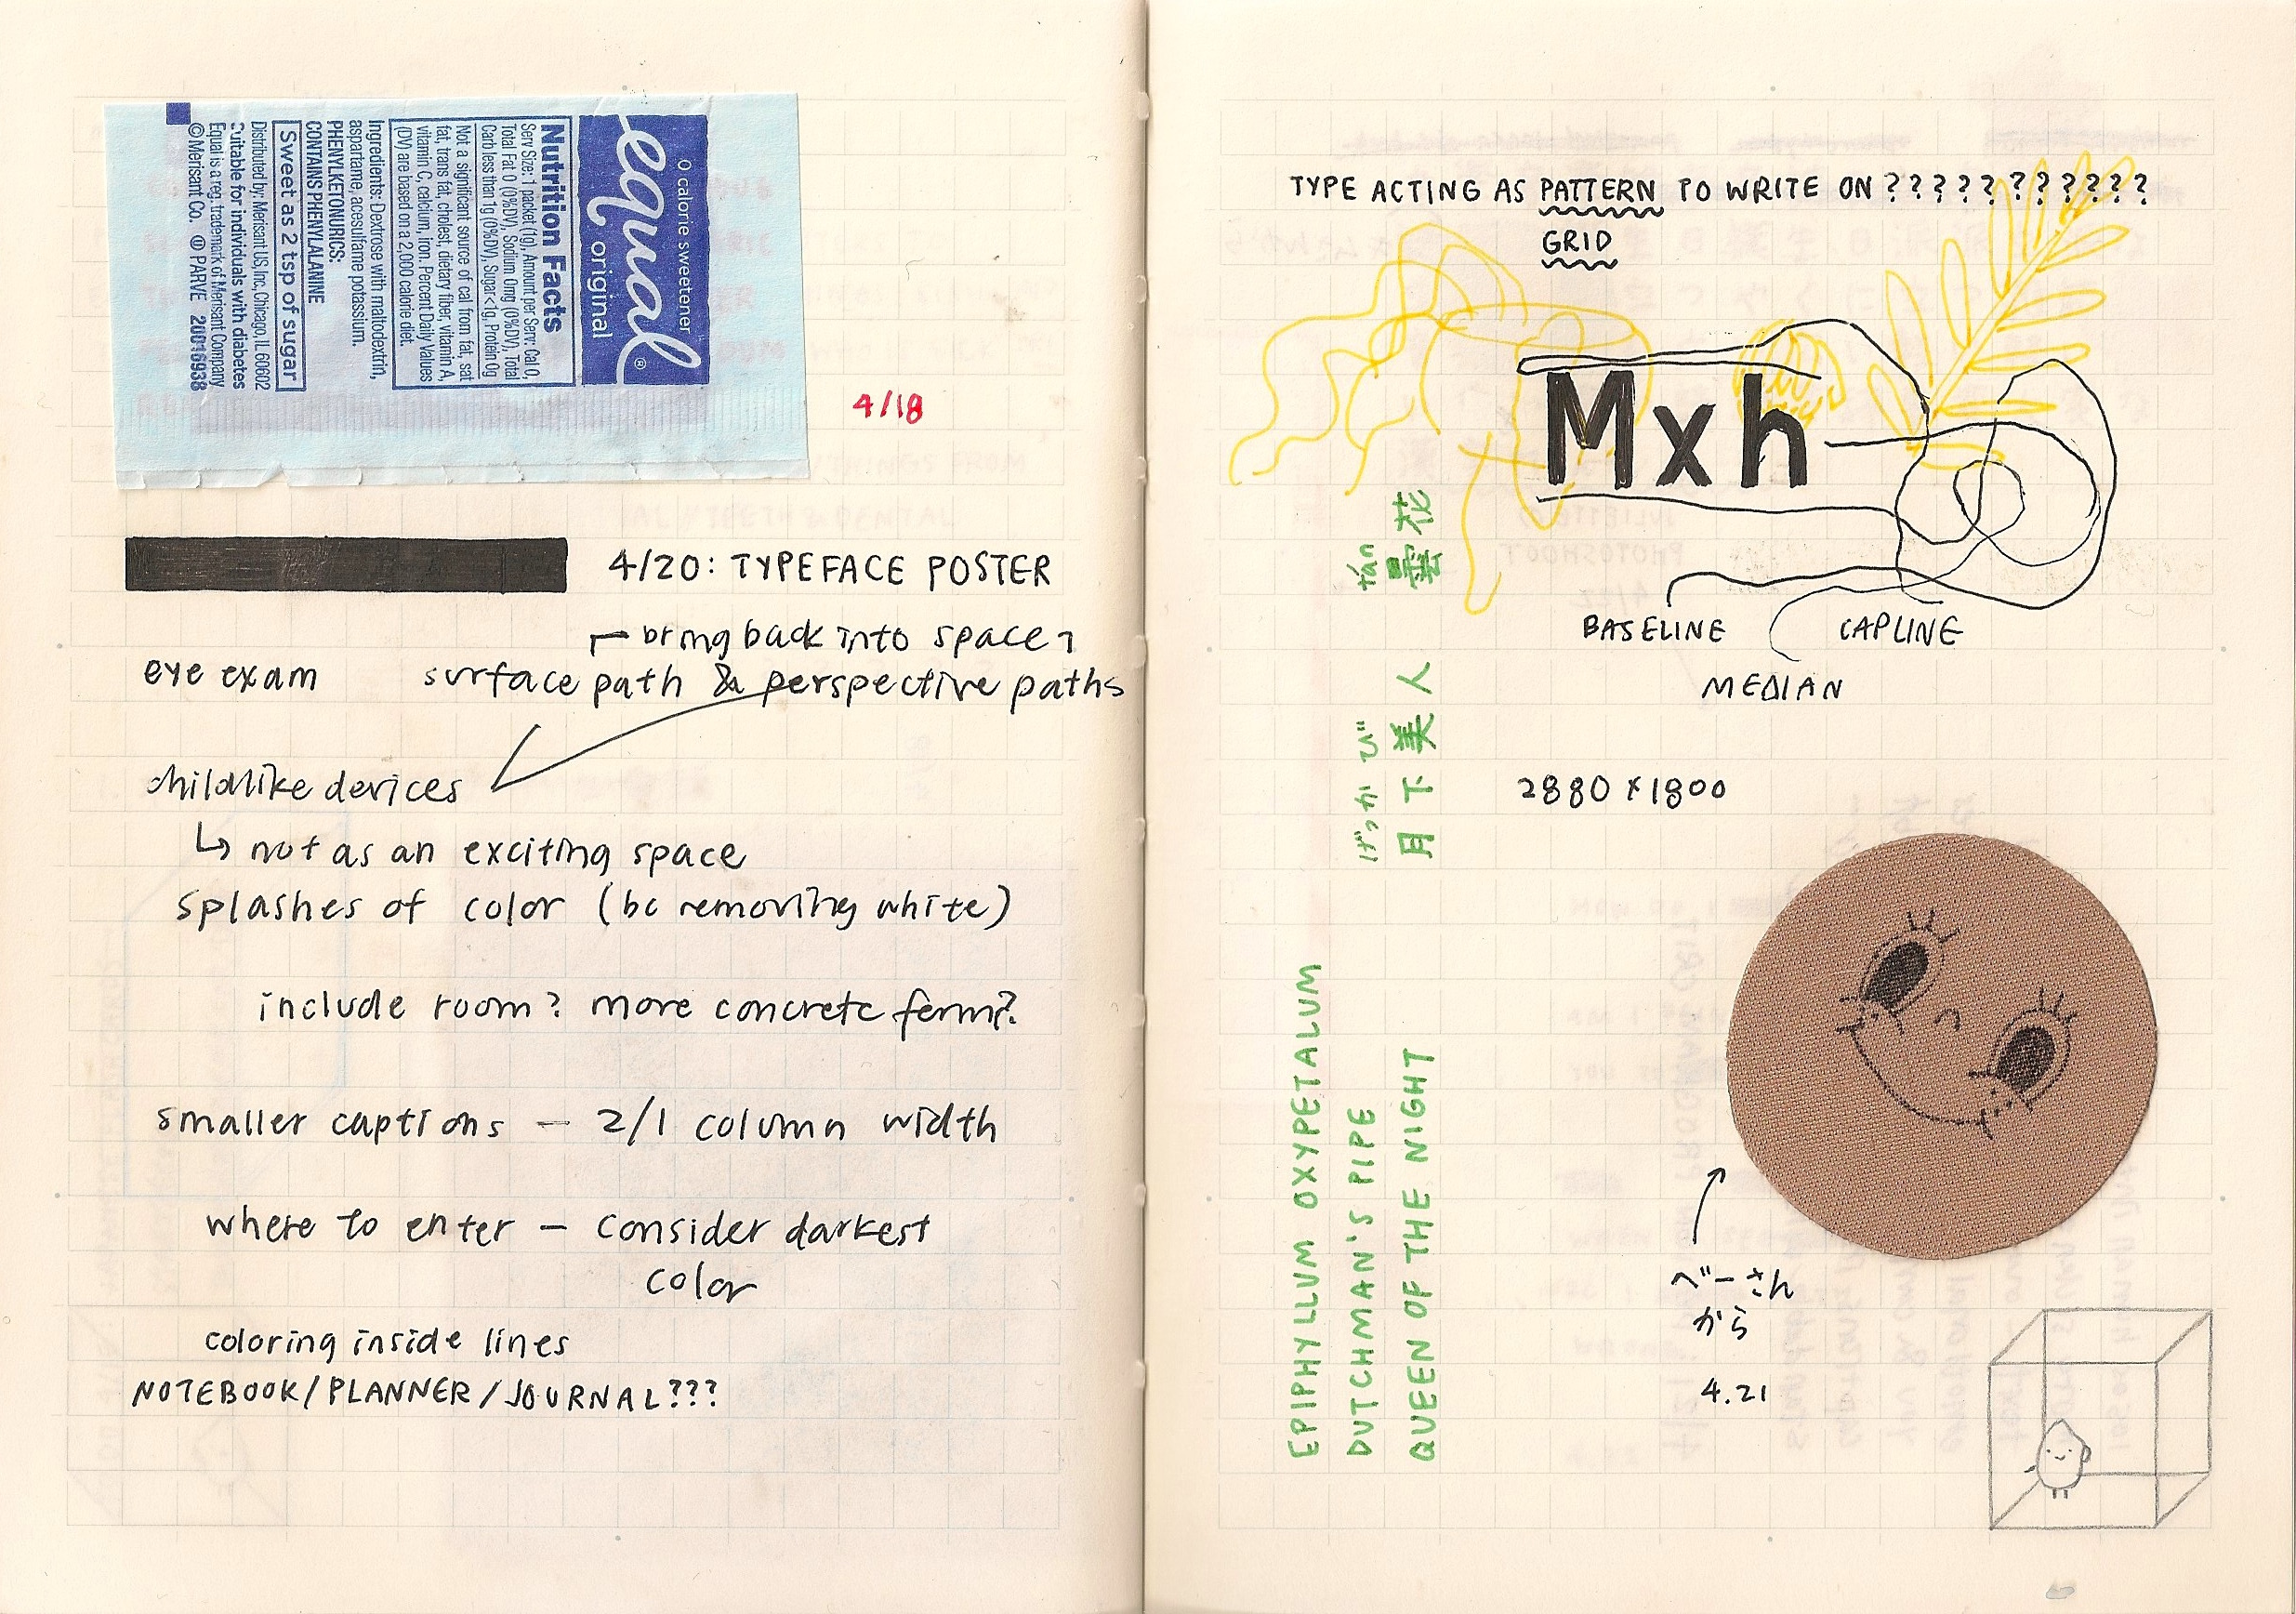 0 calorie sweetener
equal®
original
Nutrition Facts
Serv Size: 1 packet (1g), Amount per Serv: Cal 0,
Total Fat 0 (0%DV), Sodium 0mg (0%DV), Total
Carb less than 1g (0%DV), Sugar <1g, Protein 0g
Not a significant source of cal from fat, sat
fat, trans fat, cholest, dietary fiber, vitamin A,
vitamin C, calcium, iron. Percent Daily Values
(DV) are based on a 2,000 calorie diet.
Ingredients: Dextrose with maltodextrin,
aspartame, acesulfame potassium.
PHENYLKETONURICS:
CONTAINS PHENYLALANINE
Sweet as 2 tsp of sugar
Distributed by: Merisant US, Inc, Chicago, IL 60602
Suitable for individuals with diabetes
Equal is a reg. trademark of Merisant Company
©Merisant Co. Ⓤ PARVE 20016938
4/18
4/20: TYPEFACE POSTER
bring back into space
eye exam surface path & perspective paths
childlike devices
↳ not as an exciting space
splashes of color (bc removing white)
include room? more concrete form?
smaller captions — 2/1 column width
where to enter — consider darkest
color
coloring inside lines
NOTEBOOK/PLANNER/JOURNAL???
TYPE ACTING AS PATTERN TO WRITE ON ???????????
GRID
Mxh
BASELINE CAPLINE
MEDIAN
tán
曇花
げっか び
月下美人
2880 x 1800
EPIPHYLLUM OXYPETALUM
DUTCHMAN'S PIPE
QUEEN OF THE NIGHT
べーさん
から
4.21